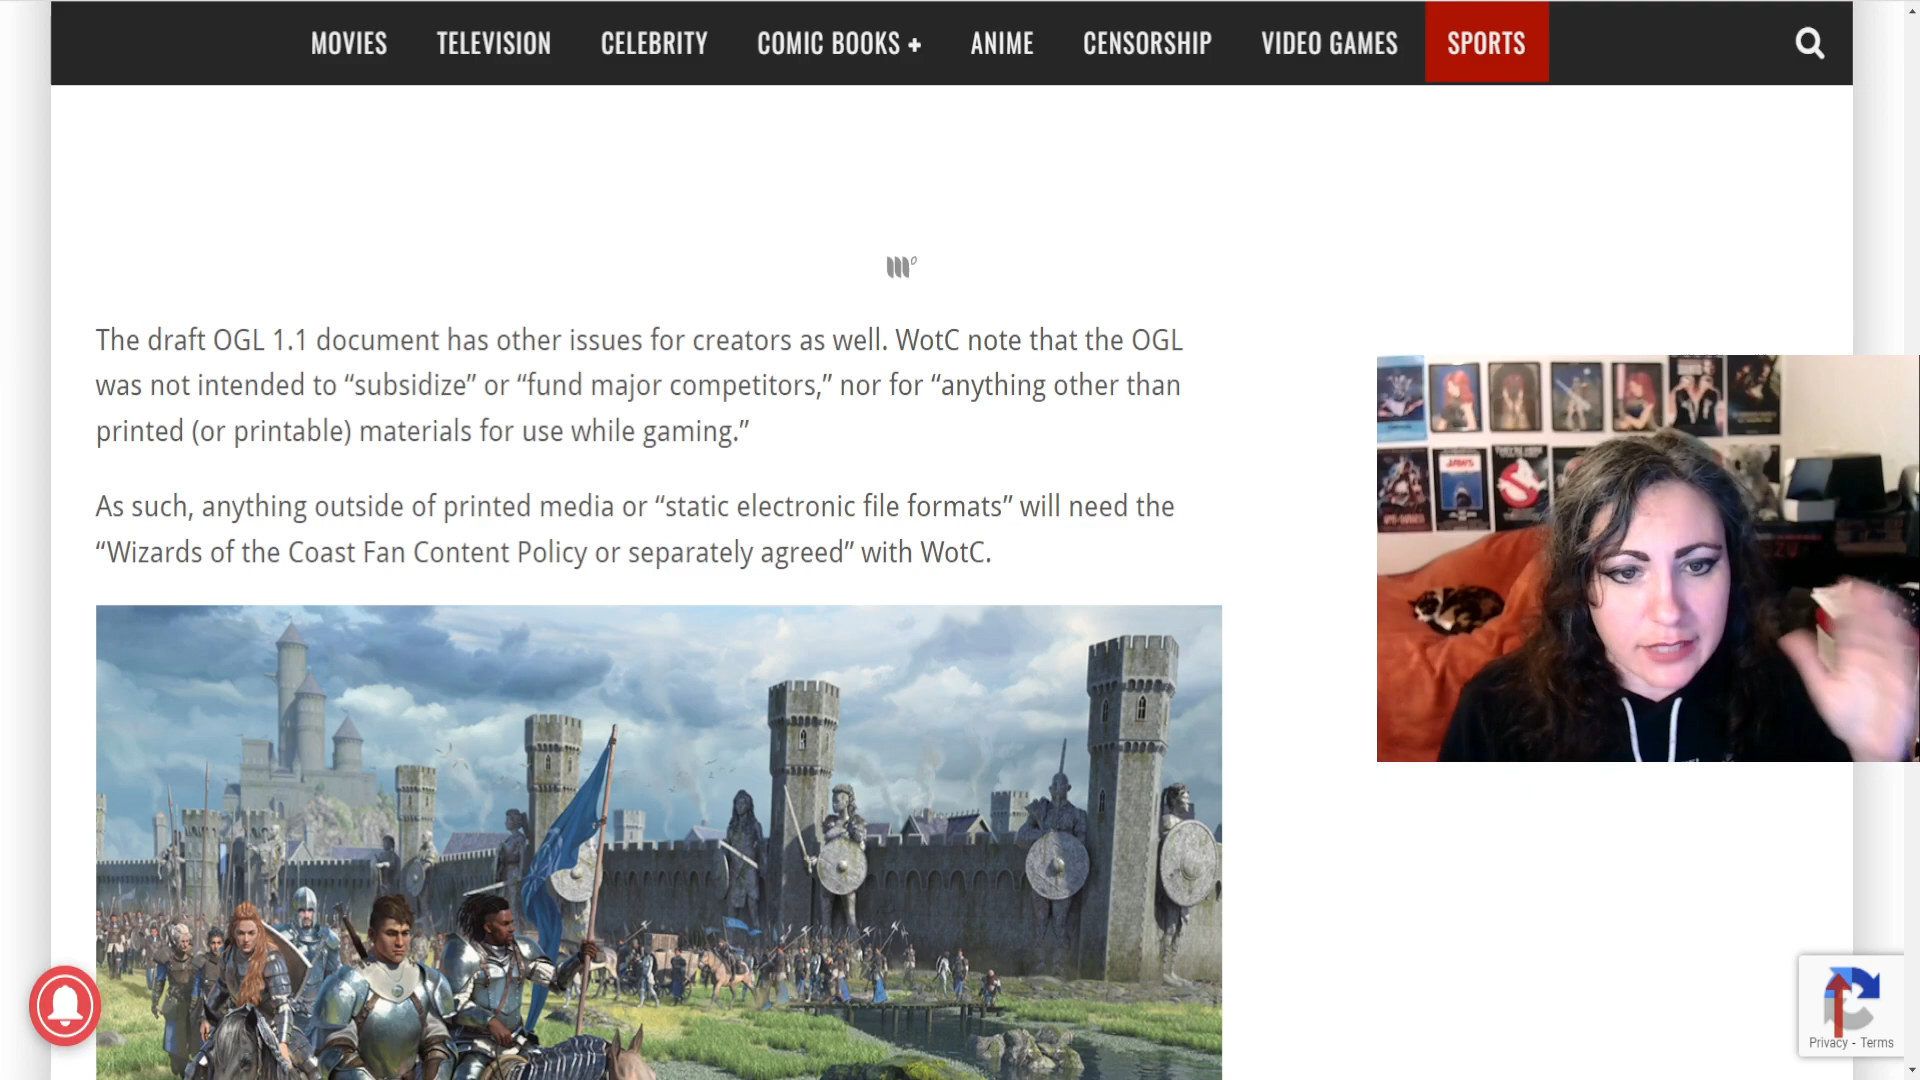 MOVIES TELEVISION CELEBRITY COMIC BOOKS + ANIME CENSORSHIP VIDEO GAMES SPORTS
The draft OGL 1.1 document has other issues for creators as well. WotC note that the OGL
was not intended to “subsidize” or “fund major competitors,” nor for “anything other than
printed (or printable) materials for use while gaming.”
As such, anything outside of printed media or “static electronic file formats” will need the
“Wizards of the Coast Fan Content Policy or separately agreed” with WotC.
JAWS
Privacy - Terms